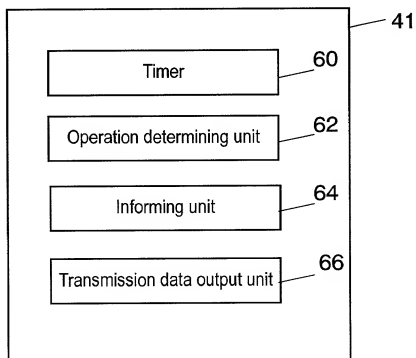 41
Timer
60
Operation determining unit
62
Informing unit
64
Transmission data output unit
66